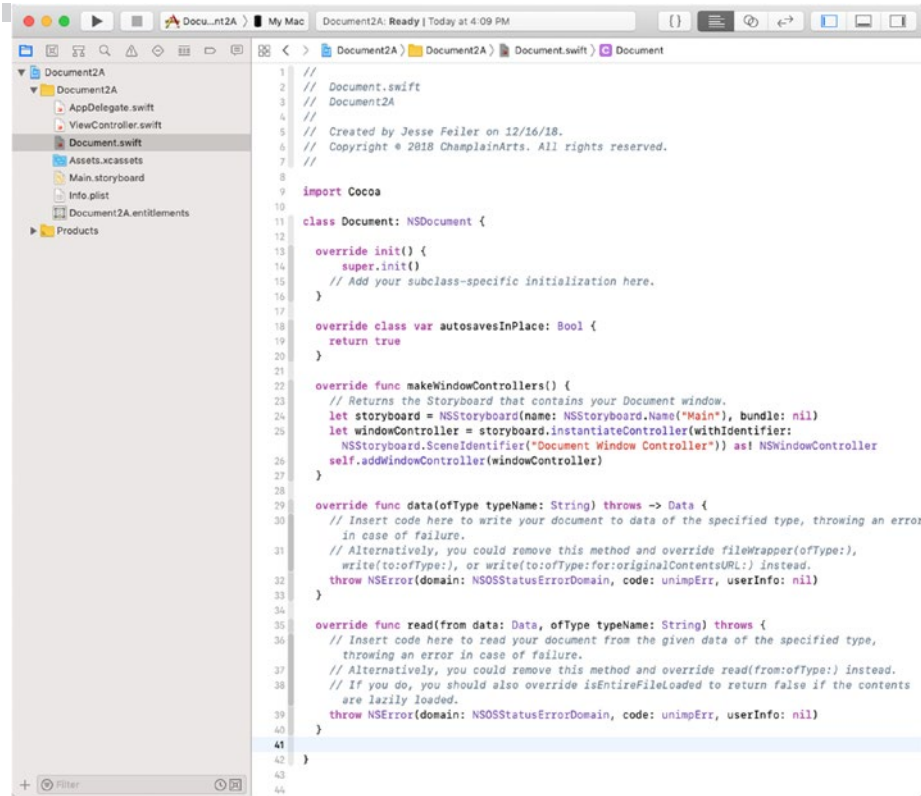 Docu...nt2A
My Mac
Document2A: Ready | Today at 4:09 PM
Document2A
Document2A
Document.swift
Document
Document2A
Document2A
AppDelegate.swift
ViewController.swift
Document.swift
Assets.xcassets
Main.storyboard
Info.plist
Document2A.entitlements
Products
Filter
1 //
2 //  Document.swift
3 //  Document2A
4 //
5 //  Created by Jesse Feiler on 12/16/18.
6 //  Copyright © 2018 ChamplainArts. All rights reserved.
7 //
8
9 import Cocoa
10
11 class Document: NSDocument {
12
13   override init() {
14       super.init()
15     // Add your subclass-specific initialization here.
16   }
17
18   override class var autosavesInPlace: Bool {
19     return true
20   }
21
22   override func makeWindowControllers() {
23     // Returns the Storyboard that contains your Document window.
24     let storyboard = NSStoryboard(name: NSStoryboard.Name("Main"), bundle: nil)
25     let windowController = storyboard.instantiateController(withIdentifier:
       NSStoryboard.SceneIdentifier("Document Window Controller")) as! NSWindowController
26     self.addWindowController(windowController)
27   }
28
29   override func data(ofType typeName: String) throws -> Data {
30     // Insert code here to write your document to data of the specified type, throwing an error
       in case of failure.
31     // Alternatively, you could remove this method and override fileWrapper(ofType:),
       write(to:ofType:), or write(to:ofType:for:originalContentsURL:) instead.
32     throw NSError(domain: NSOSStatusErrorDomain, code: unimpErr, userInfo: nil)
33   }
34
35   override func read(from data: Data, ofType typeName: String) throws {
36     // Insert code here to read your document from the given data of the specified type,
       throwing an error in case of failure.
37     // Alternatively, you could remove this method and override read(from:ofType:) instead.
38     // If you do, you should also override isEntireFileLoaded to return false if the contents
       are lazily loaded.
39     throw NSError(domain: NSOSStatusErrorDomain, code: unimpErr, userInfo: nil)
40   }
41
42 }
43
44